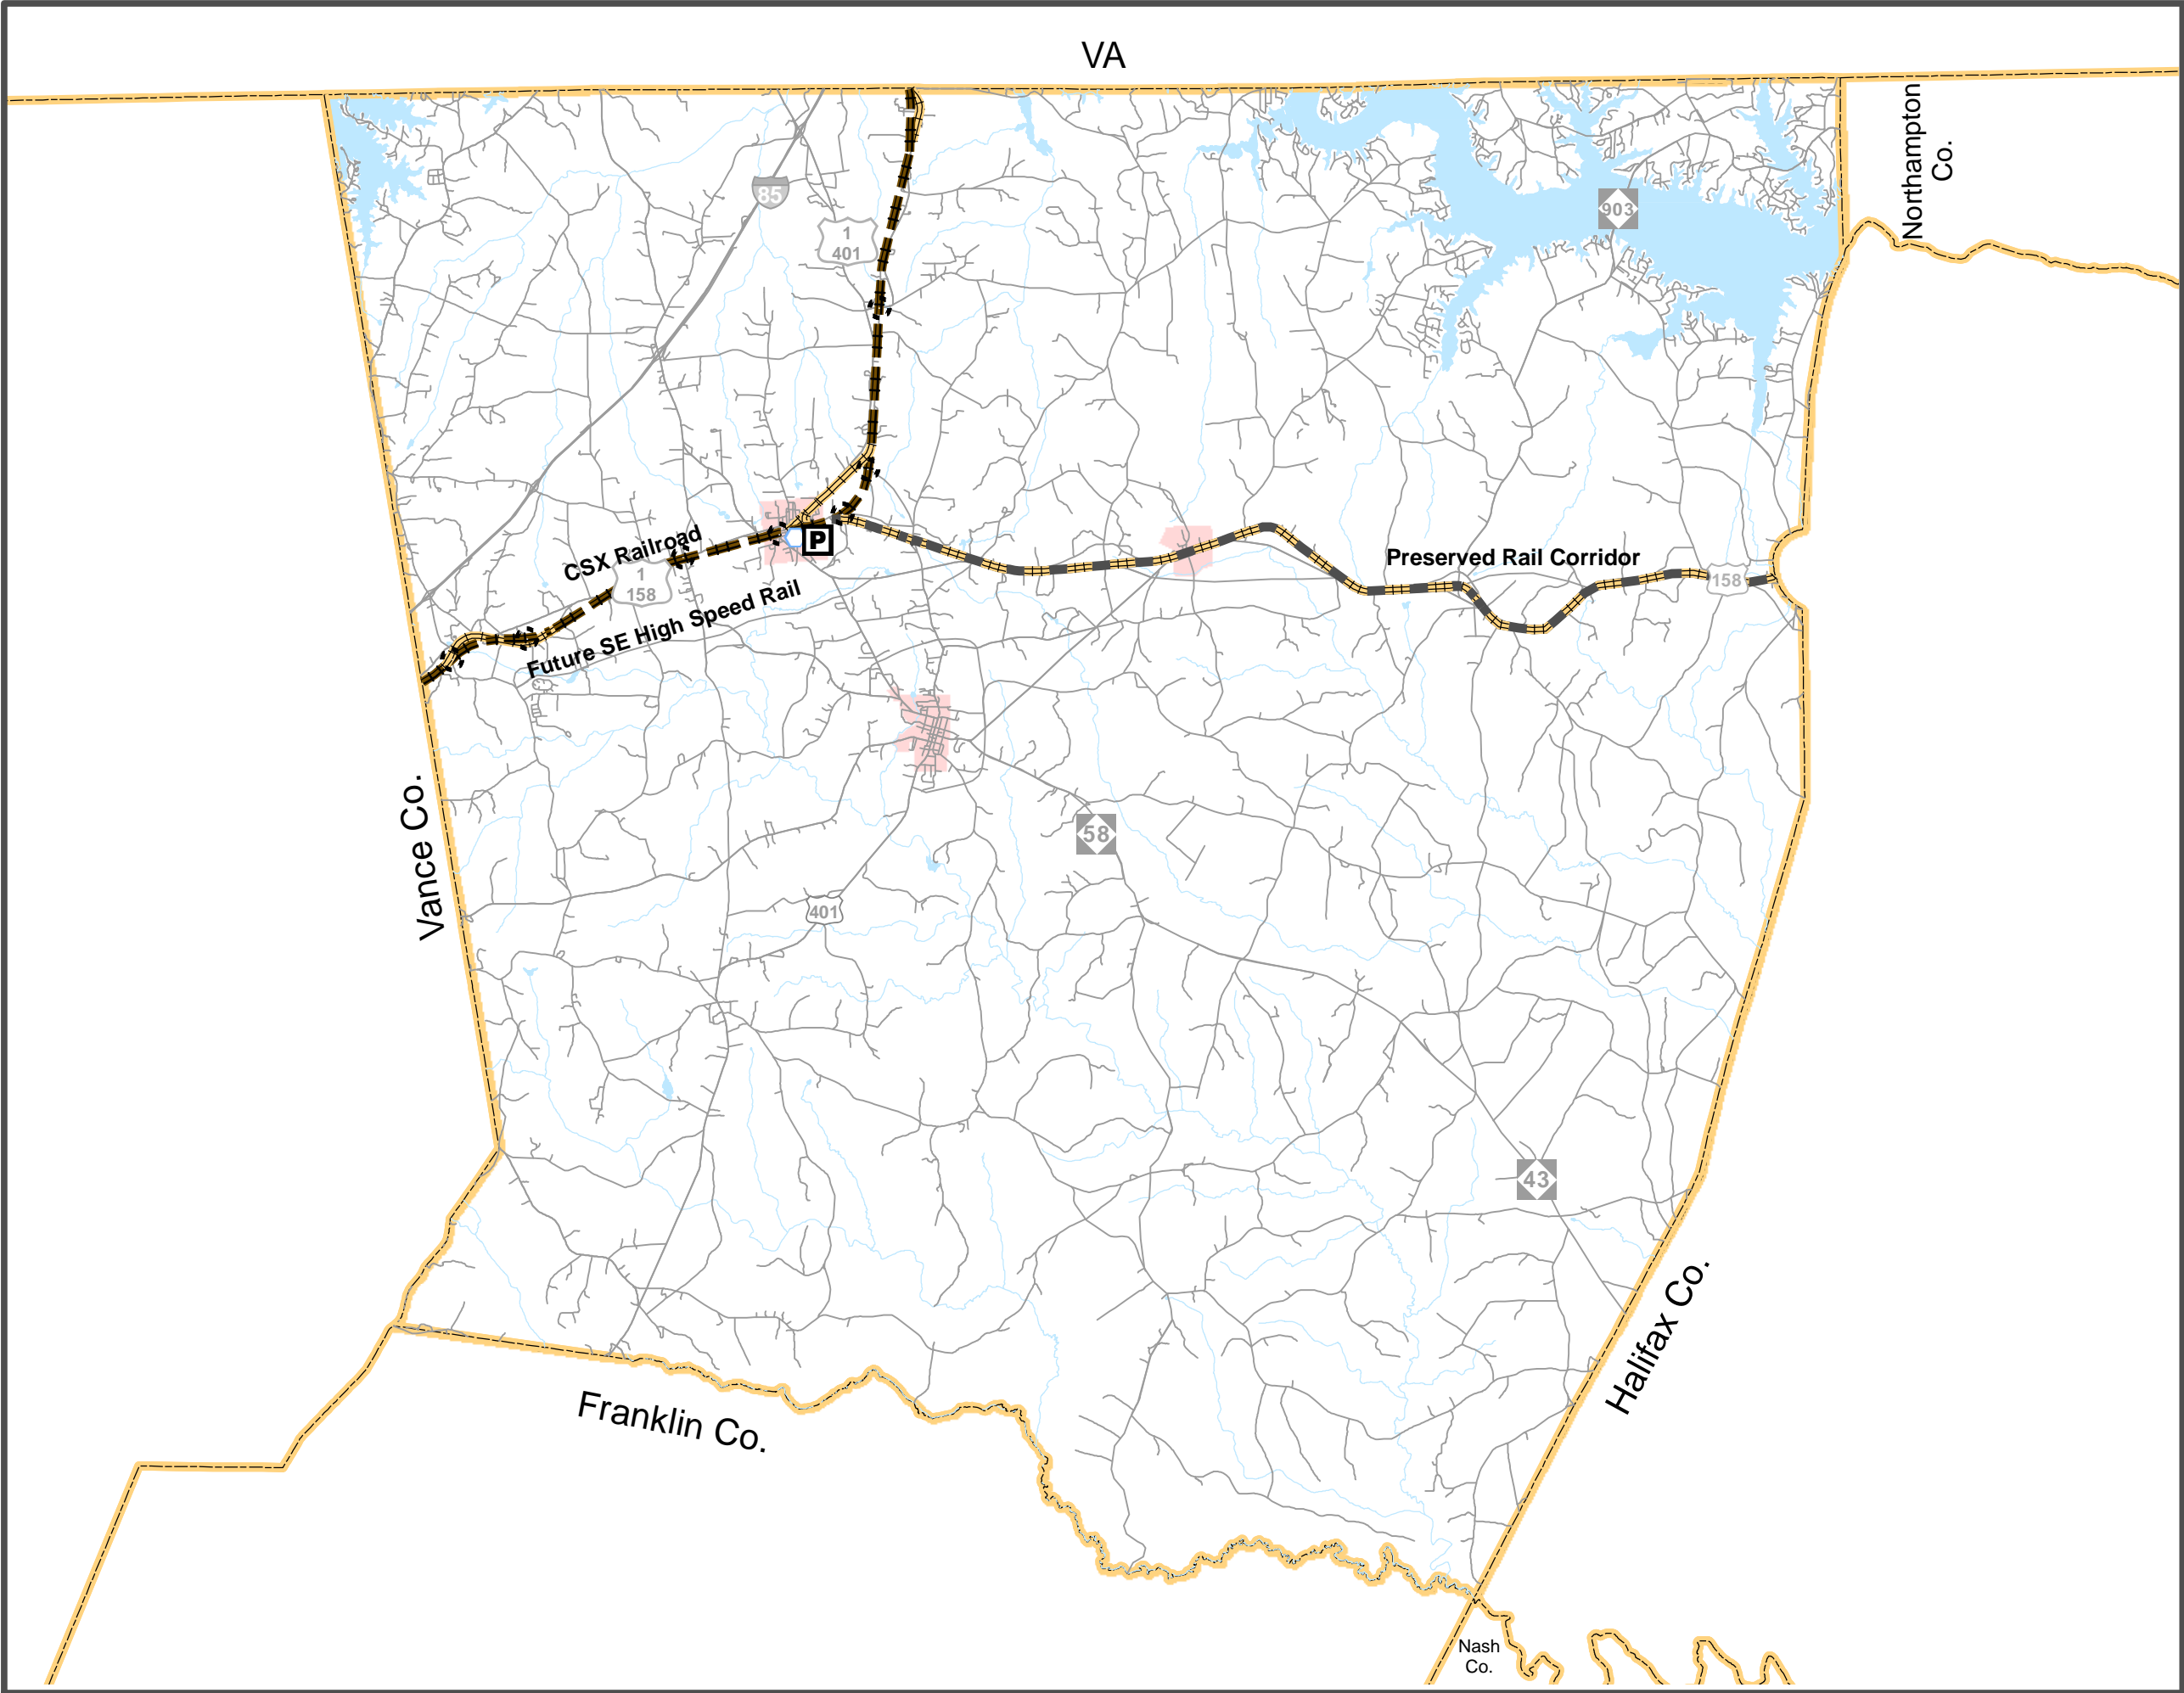 VA
Northampton
Co.
85
903
1
401
CSX Railroad
P
Preserved Rail Corridor
1
158
158
Future SE High Speed Rail
Vance Co.
58
401
43
Halifax Co.
Franklin Co.
Nash
Co.